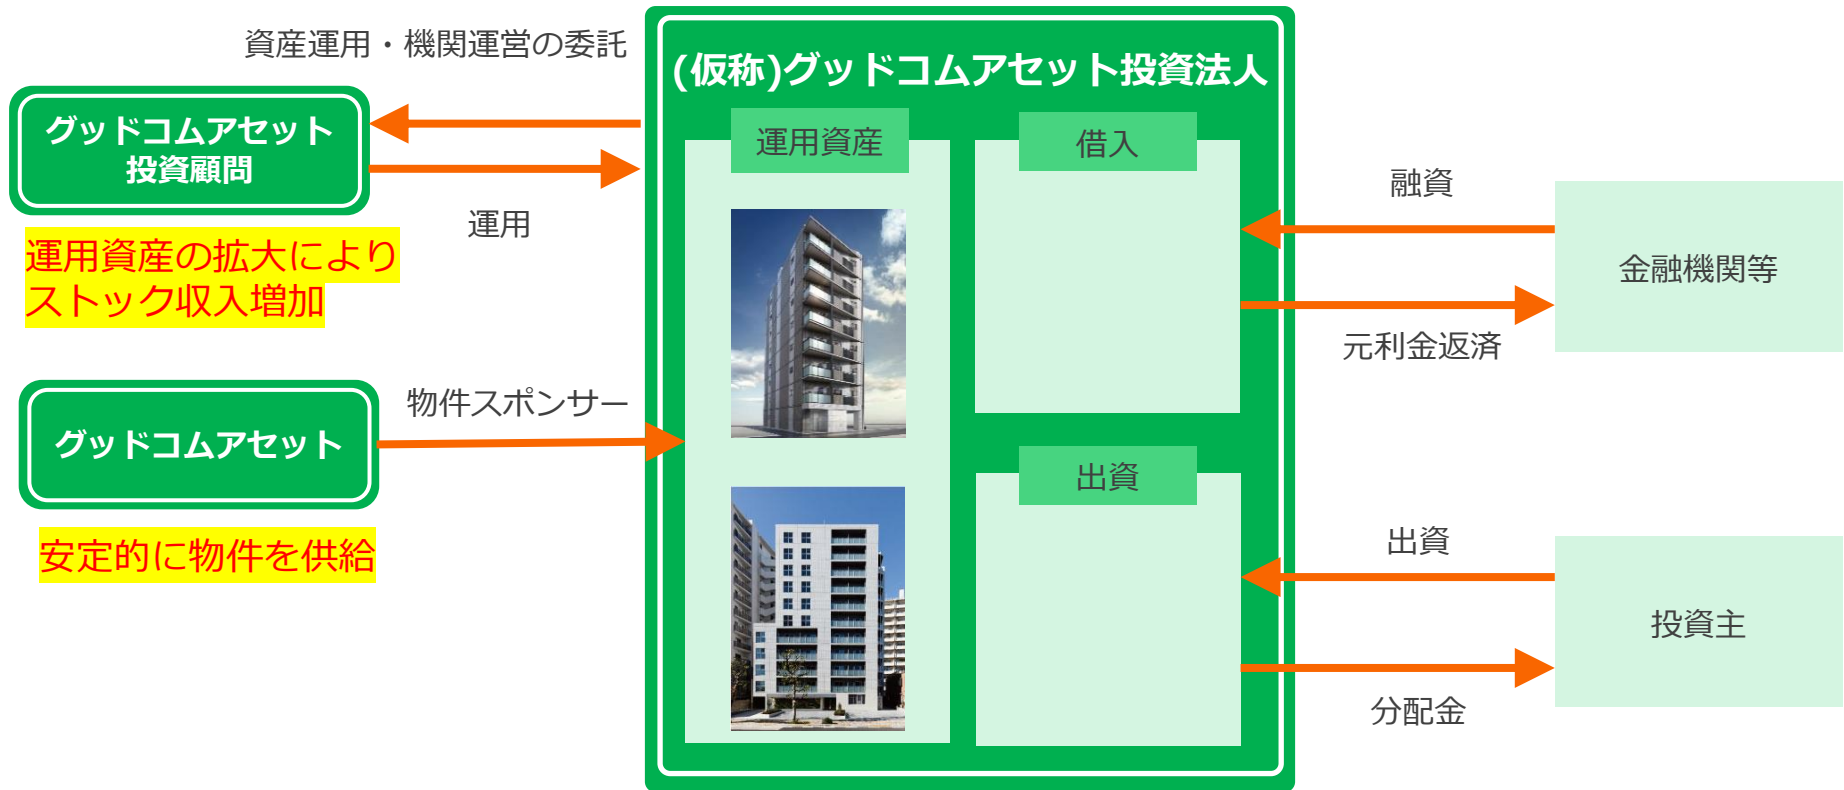 資産運用・機関運営の委託
グッドコムアセット
投資顧問
運用
運用資産の拡大により
ストック収入増加
グッドコムアセット
物件スポンサー
安定的に物件を供給
(仮称)グッドコムアセット投資法人
運用資産
借入
出資
融資
金融機関等
元利金返済
出資
投資主
分配金